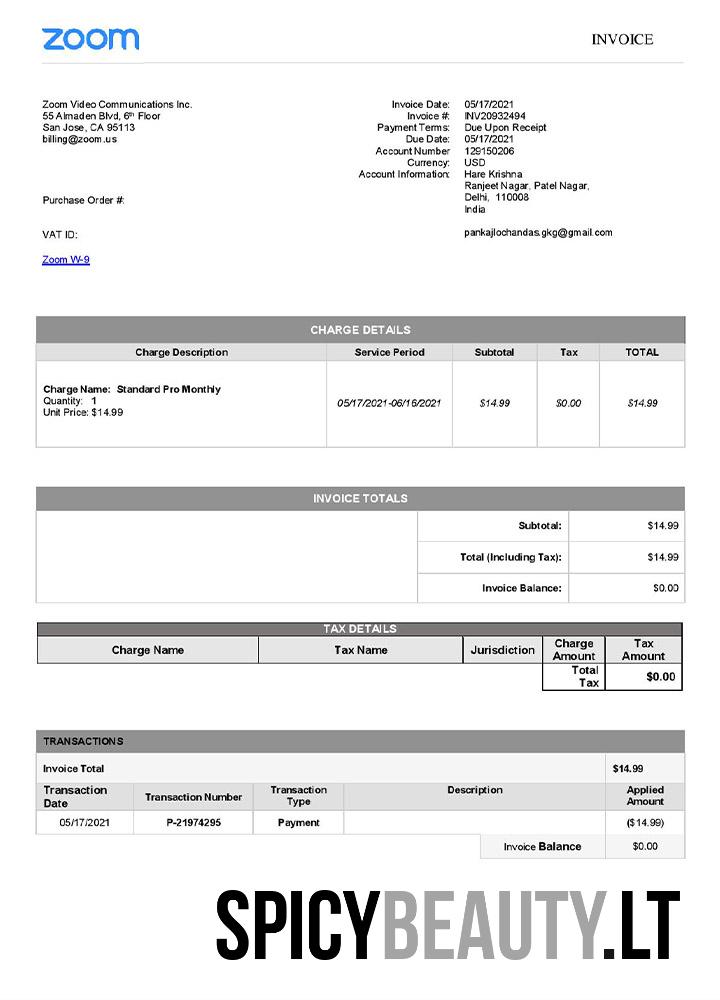 zoom
INVOICE
Zoom Video Communications Inc.
55 Almaden Blvd, 6th Floor
San Jose, CA 95113
billing@zoom.us
Purchase Order #:
VAT ID:
Zoom W-9
Invoice Date: 05/17/2021
Invoice #: INV20932494
Payment Terms: Due Upon Receipt
Due Date: 05/17/2021
Account Number 129150206
Currency: USD
Account Information: Hare Krishna
Ranjeet Nagar, Patel Nagar,
Delhi, 110008
India
pankajlochandas.gkg@gmail.com
CHARGE DETAILS
Charge Description Service Period Subtotal Tax TOTAL
Charge Name: Standard Pro Monthly
Quantity: 1
Unit Price: $14.99
05/17/2021-06/16/2021 $14.99 $0.00 $14.99
INVOICE TOTALS
Subtotal: $14.99
Total (Including Tax): $14.99
Invoice Balance: $0.00
TAX DETAILS
Charge Name Tax Name Jurisdiction Charge Amount Tax Amount
Total Tax $0.00
TRANSACTIONS
Invoice Total $14.99
Transaction Date Transaction Number Transaction Type Description Applied Amount
05/17/2021 P-21974295 Payment ($14.99)
Invoice Balance $0.00
SPICYBEAUTY.LT